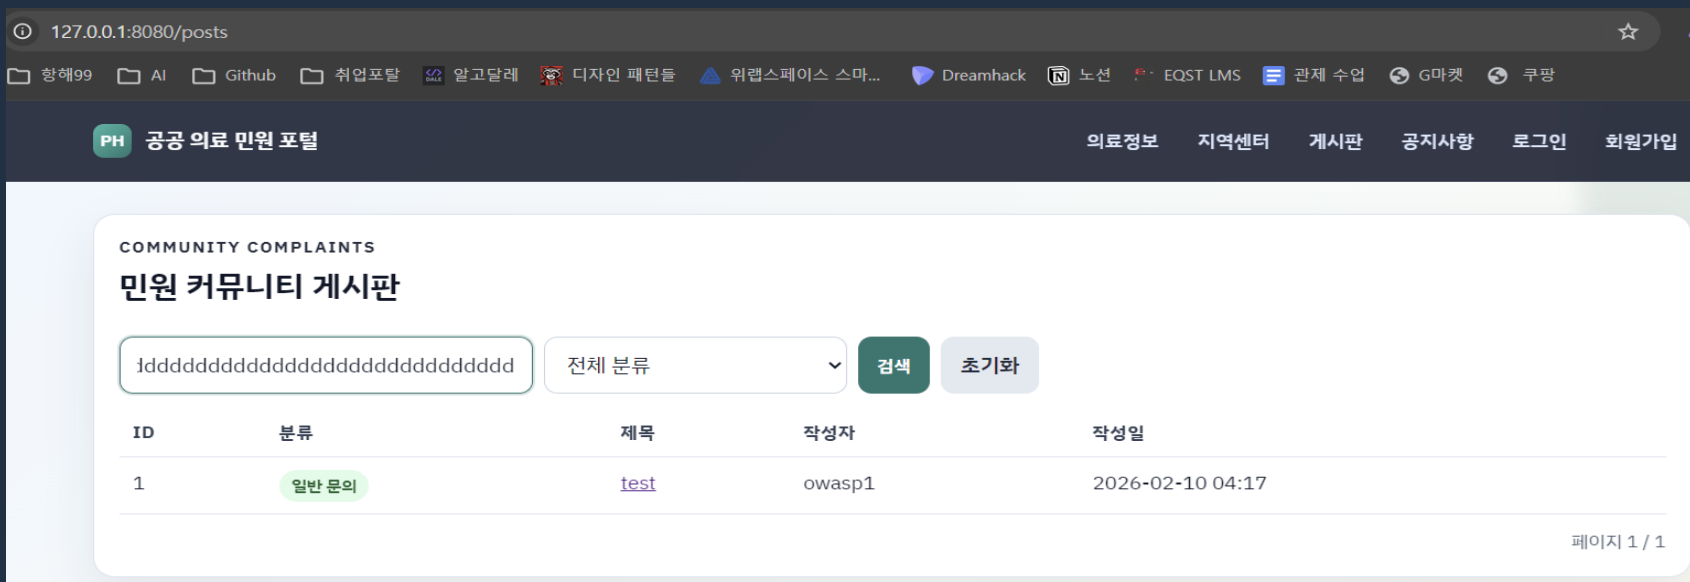 127.0.0.1:8080/posts
항해99 AI Github 취업포탈 알고달레 디자인 패턴들 위랩스페이스 스마... Dreamhack 노션 EQST LMS 관제 수업 G마켓 쿠팡
PH 공공 의료 민원 포털 의료정보 지역센터 게시판 공지사항 로그인 회원가입
COMMUNITY COMPLAINTS
민원 커뮤니티 게시판
ddddddddddddddddddddddddddddddd 전체 분류 검색 초기화
ID 분류 제목 작성자 작성일
1 일반 문의 test owasp1 2026-02-10 04:17
페이지 1 / 1